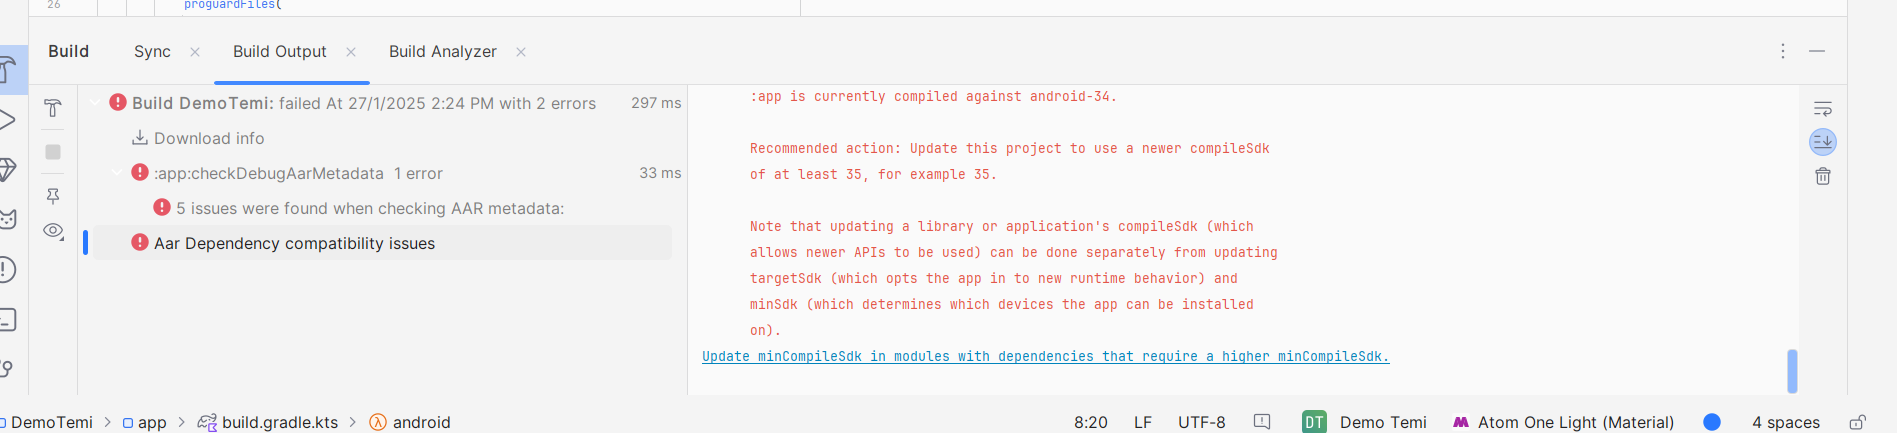 26 proguardFiles(
Build Sync Build Output Build Analyzer
Build DemoTemi: failed At 27/1/2025 2:24 PM with 2 errors 297 ms
Download info
:app:checkDebugAarMetadata 1 error 33 ms
5 issues were found when checking AAR metadata:
Aar Dependency compatibility issues
:app is currently compiled against android-34.
Recommended action: Update this project to use a newer compileSdk
of at least 35, for example 35.
Note that updating a library or application's compileSdk (which
allows newer APIs to be used) can be done separately from updating
targetSdk (which opts the app in to new runtime behavior) and
minSdk (which determines which devices the app can be installed
on).
Update minCompileSdk in modules with dependencies that require a higher minCompileSdk.
DemoTemi app build.gradle.kts android 8:20 LF UTF-8 DT Demo Temi Atom One Light (Material) 4 spaces